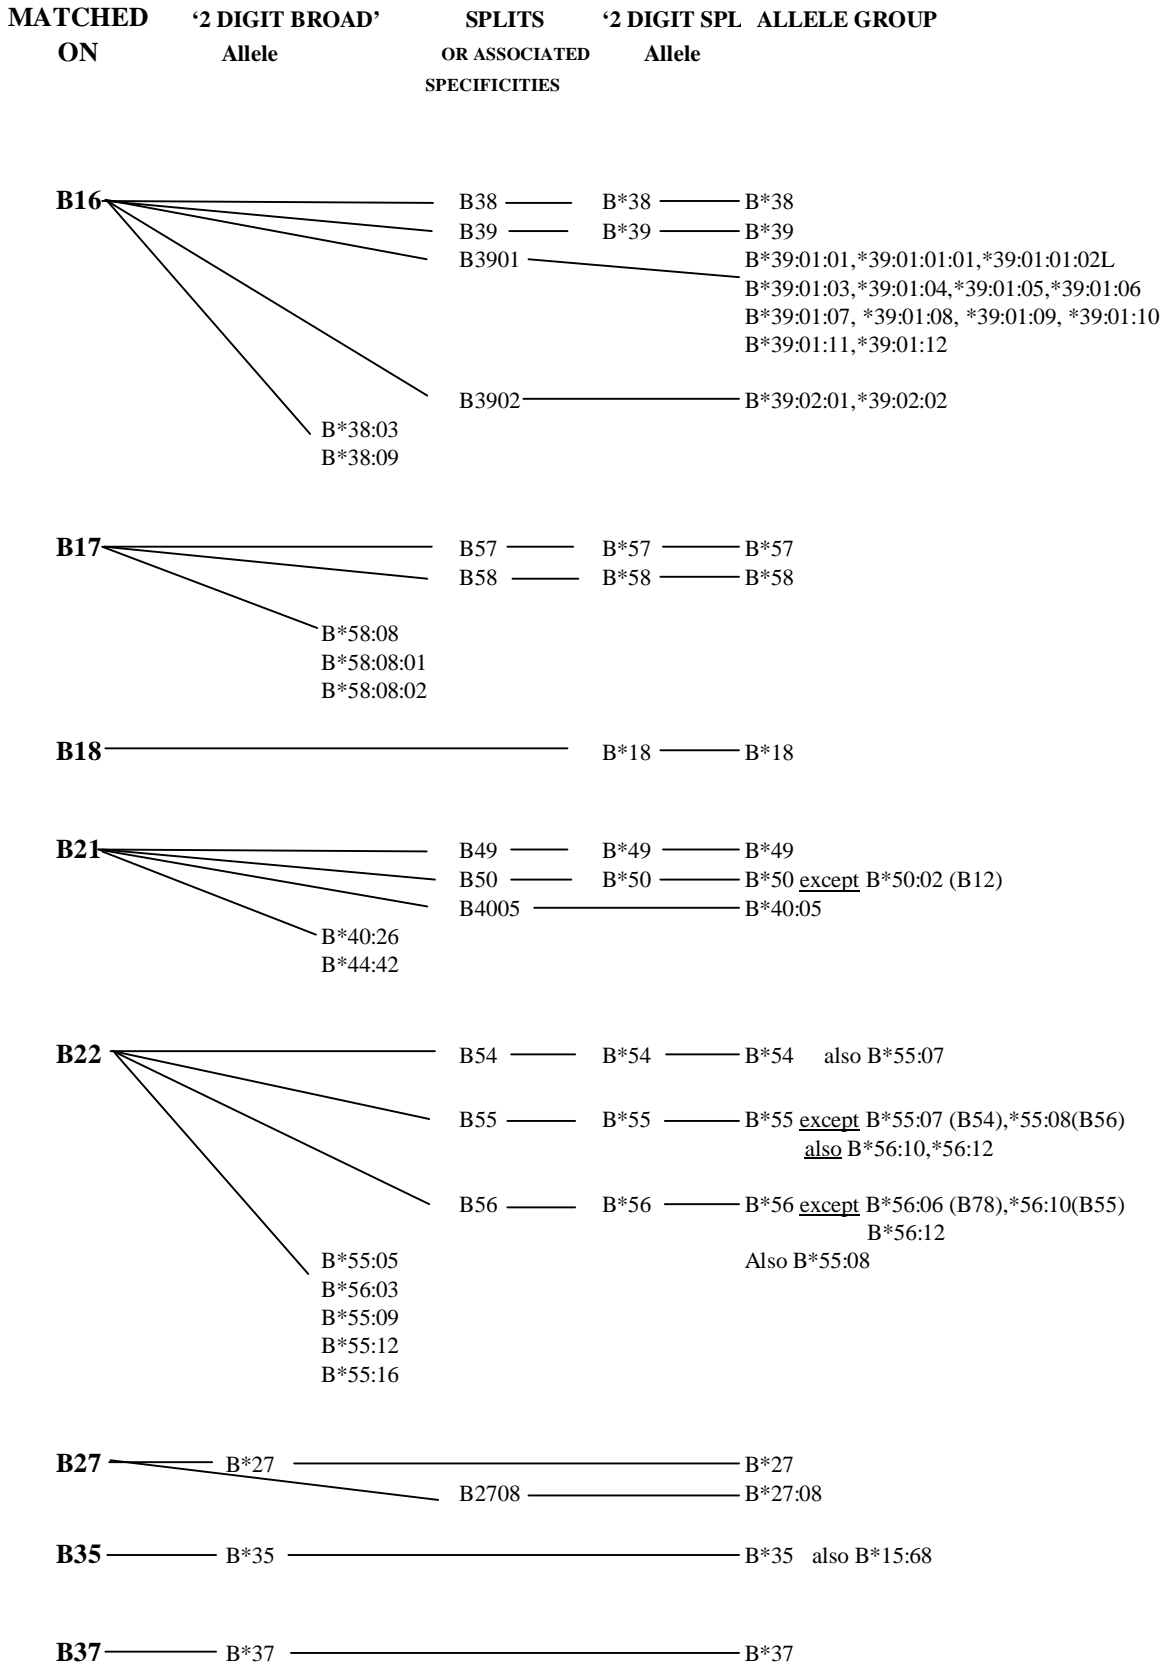 MATCHED ‘2 DIGIT BROAD’ SPLITS ‘2 DIGIT SPL ALLELE GROUP
ON Allele OR ASSOCIATED Allele
SPECIFICITIES
B16 B38 B*38 B*38
B39 B*39 B*39
B3901 B*39:01:01,*39:01:01:01,*39:01:01:02L
B*39:01:03,*39:01:04,*39:01:05,*39:01:06
B*39:01:07, *39:01:08, *39:01:09, *39:01:10
B*39:01:11,*39:01:12
B3902 B*39:02:01,*39:02:02
B*38:03
B*38:09
B17 B57 B*57 B*57
B58 B*58 B*58
B*58:08
B*58:08:01
B*58:08:02
B18 B*18 B*18
B21 B49 B*49 B*49
B50 B*50 B*50 except B*50:02 (B12)
B4005 B*40:05
B*40:26
B*44:42
B22 B54 B*54 B*54 also B*55:07
B55 B*55 B*55 except B*55:07 (B54),*55:08(B56)
also B*56:10,*56:12
B56 B*56 B*56 except B*56:06 (B78),*56:10(B55)
B*56:12
B*55:05 Also B*55:08
B*56:03
B*55:09
B*55:12
B*55:16
B27 B*27 B*27
B2708 B*27:08
B35 B*35 B*35 also B*15:68
B37 B*37 B*37